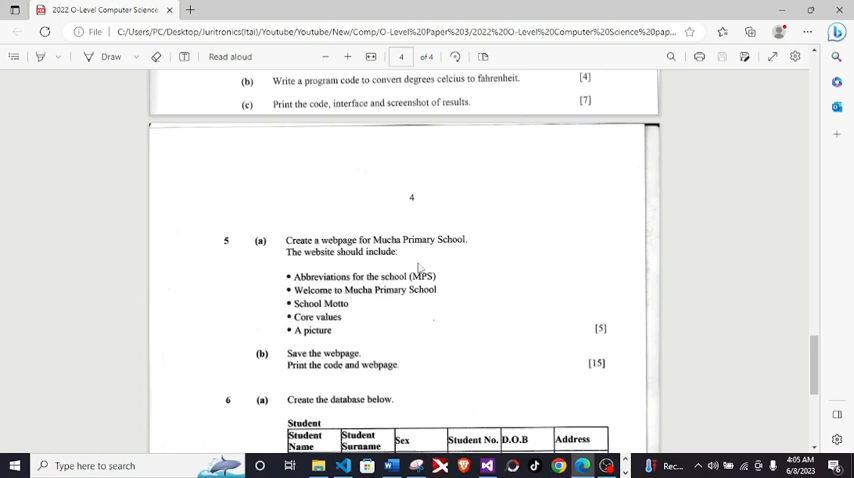 2022 O-Level Computer Science
File
C:/Users/PC/Desktop/Juritronics(Itai)/Youtube/Youtube/New/Comp/O-Level%20Paper%203/2022%20O-Level%20Computer%20Science%20pap...
Draw
Read aloud
4
of 4
(b) Write a program code to convert degrees celcius to fahrenheit. [4]
(c) Print the code, interface and screenshot of results. [7]
4
5 (a) Create a webpage for Mucha Primary School.
The website should include:
• Abbreviations for the school (MPS)
• Welcome to Mucha Primary School
• School Motto
• Core values
• A picture [5]
(b) Save the webpage.
Print the code and webpage. [15]
6 (a) Create the database below.
Student
Student Name Student Surname Sex Student No. D.O.B Address
Type here to search
Rec...
4:05 AM
6/8/2023
6